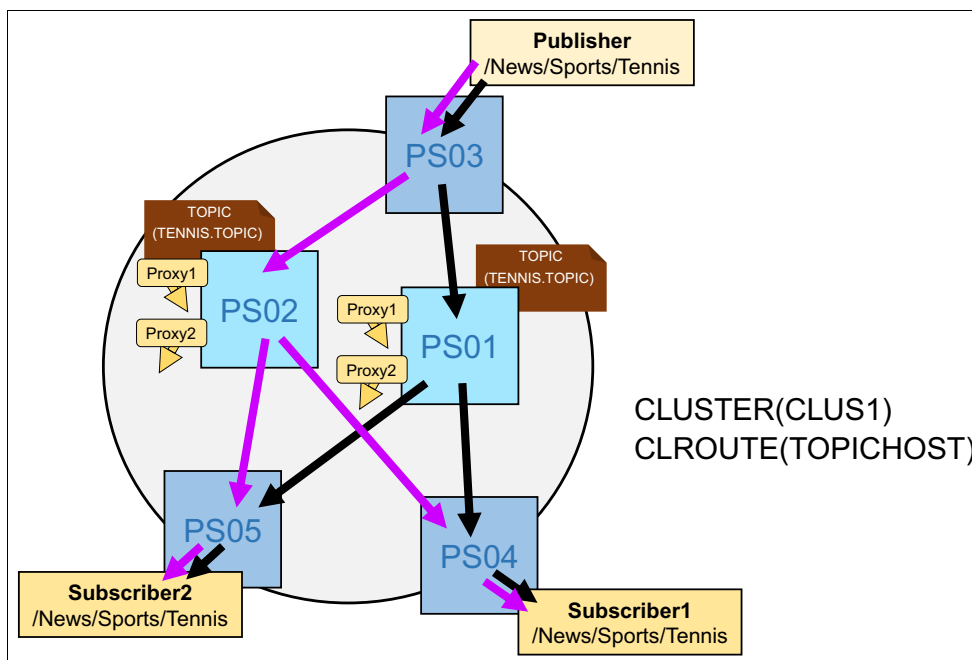 Publisher
/News/Sports/Tennis
PS03
TOPIC
(TENNIS.TOPIC)
TOPIC
(TENNIS.TOPIC)
Proxy1
PS02
Proxy2
Proxy1
PS01
Proxy2
CLUSTER(CLUS1)
CLROUTE(TOPICHOST)
PS05
PS04
Subscriber2
/News/Sports/Tennis
Subscriber1
/News/Sports/Tennis